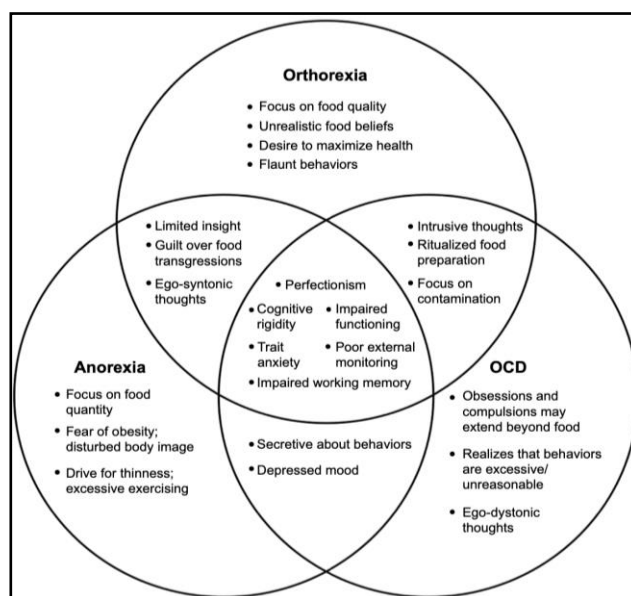 Orthorexia
• Focus on food quality
• Unrealistic food beliefs
• Desire to maximize health
• Flaunt behaviors
• Limited insight
• Guilt over food
transgressions
• Ego-syntonic
thoughts
• Intrusive thoughts
• Ritualized food
preparation
• Focus on
contamination
• Perfectionism
• Cognitive
rigidity
• Impaired
functioning
• Trait
anxiety
• Poor external
monitoring
• Impaired working memory
Anorexia
• Focus on food
quantity
• Fear of obesity;
disturbed body image
• Drive for thinness;
excessive exercising
• Secretive about behaviors
• Depressed mood
OCD
• Obsessions and
compulsions may
extend beyond food
• Realizes that behaviors
are excessive/
unreasonable
• Ego-dystonic
thoughts